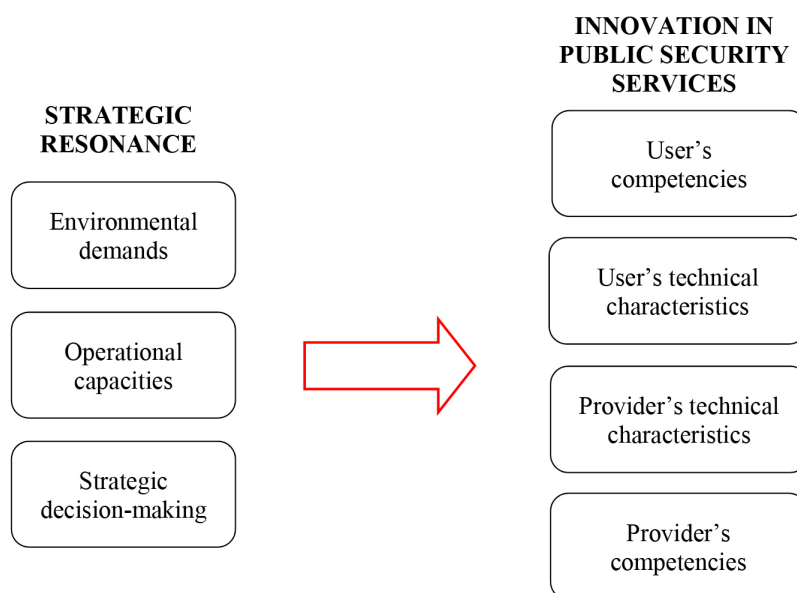 STRATEGIC
RESONANCE
Environmental
demands
Operational
capacities
Strategic
decision-making
INNOVATION IN
PUBLIC SECURITY
SERVICES
User’s
competencies
User’s technical
characteristics
Provider’s technical
characteristics
Provider’s
competencies